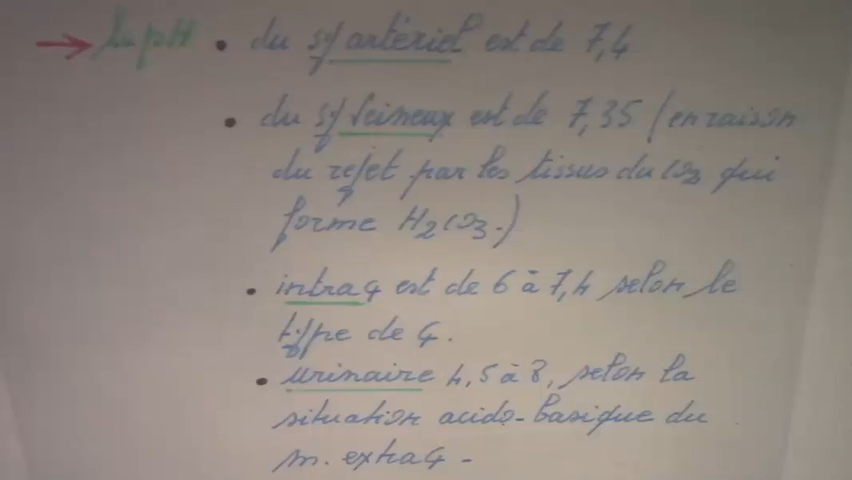 → Le pH • du sg artériel est de 7,4
• du sg veineux est de 7,35 (en raison
du rejet par les tissus du CO2 qui
forme H2CO3.)
• intra ç est de 6 à 7,4 selon le
type de ç.
• urinaire 4,5 à 8, selon la
situation acido-basique du
m. extra ç -